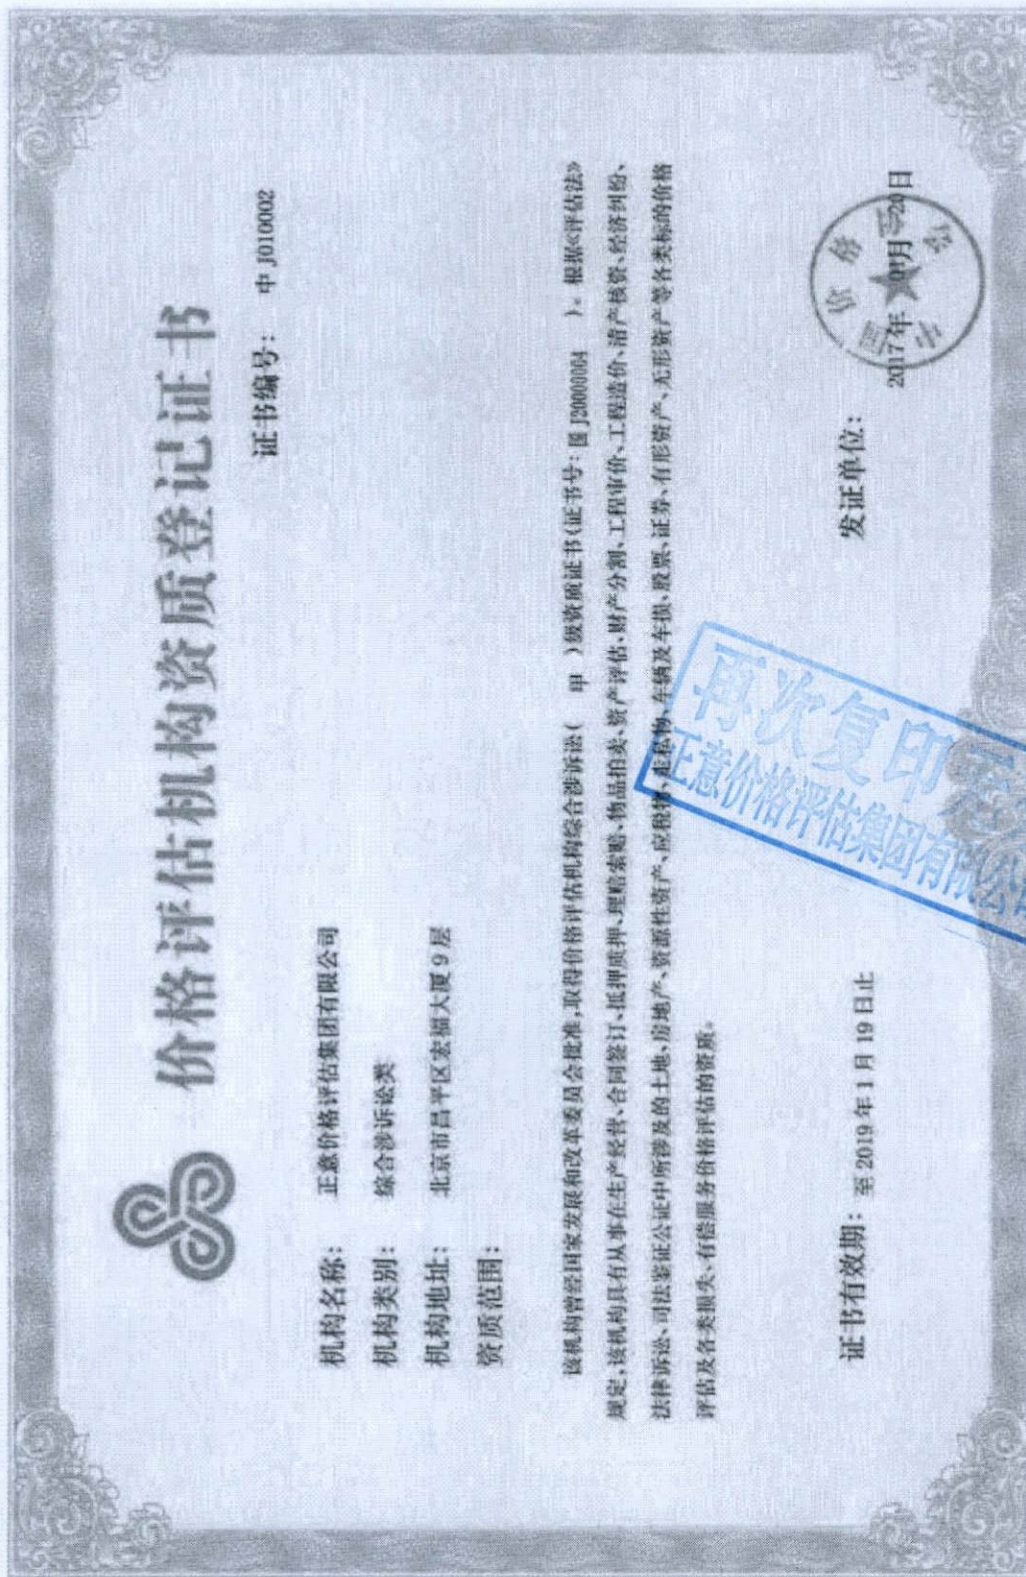 价格评估机构资质登记证书
证书编号： 中 J010002
机构名称： 正意价格评估集团有限公司
机构类别： 综合涉诉讼类
机构地址： 北京市昌平区宏福大厦 9 层
资质范围：
该机构曾经国家发展和改革委员会批准，取得价格评估机构综合涉诉讼（ 甲 ）级资质证书（证书号：国 J20000004 ）。根据《评估法》
规定，该机构具有从事在生产经营、合同签订、抵押质押、理赔索赔、物品拍卖、资产评估、财产分割、工程审价、工程造价、清产核资、经济纠纷、
法律诉讼、司法鉴证公证中所涉及的土地、房地产、资源性资产、应税物、走私物、车辆及车损、股票、证券、有形资产、无形资产等各类标的价格
评估及各类损失、有偿服务价格评估的资质。
再次复印无
正意价格评估集团有限公司
证书有效期： 至 2019 年 1 月 19 日止
发证单位：
2017 年 月 20 日